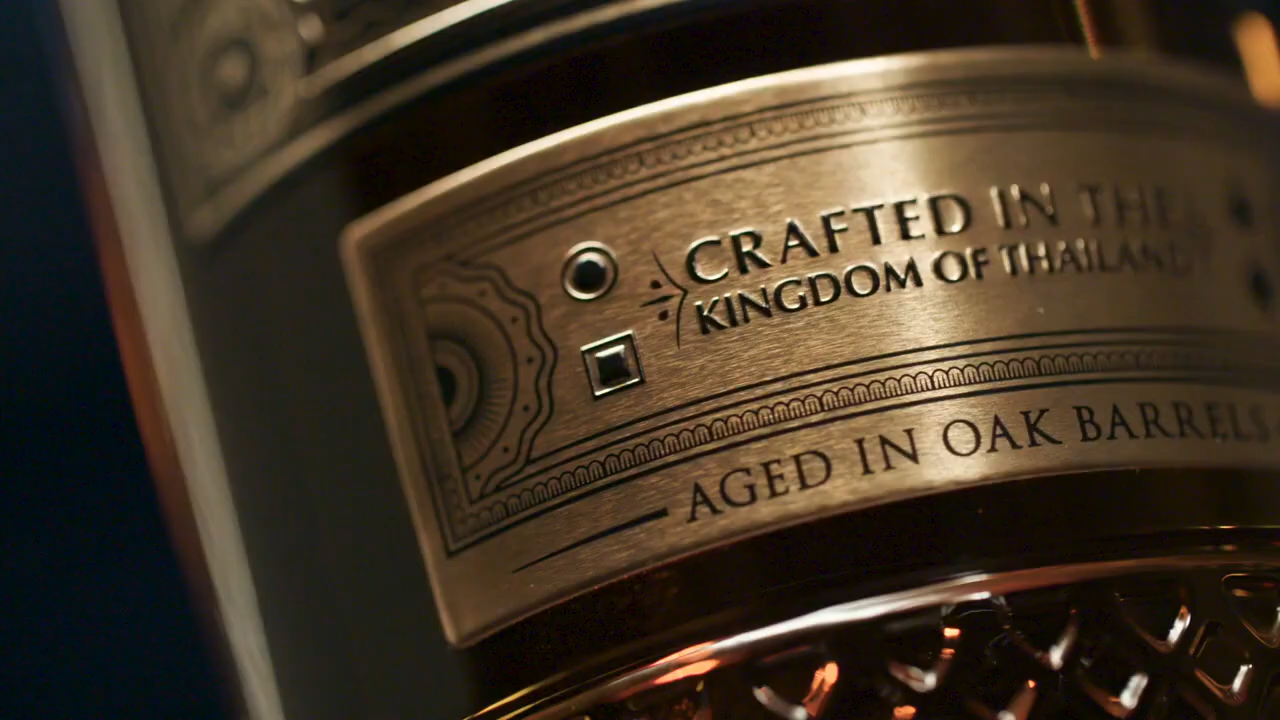 CRAFTED IN THE
KINGDOM OF THAILAND
AGED IN OAK BARRELS